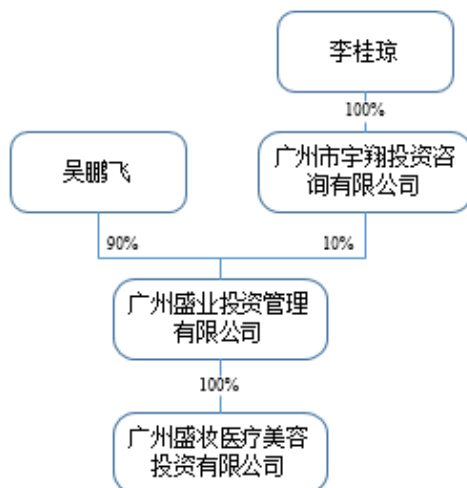 李桂琼
100%
吴鹏飞
广州市宇翔投资咨
询有限公司
90%
10%
广州盛业投资管理
有限公司
100%
广州盛妆医疗美容
投资有限公司